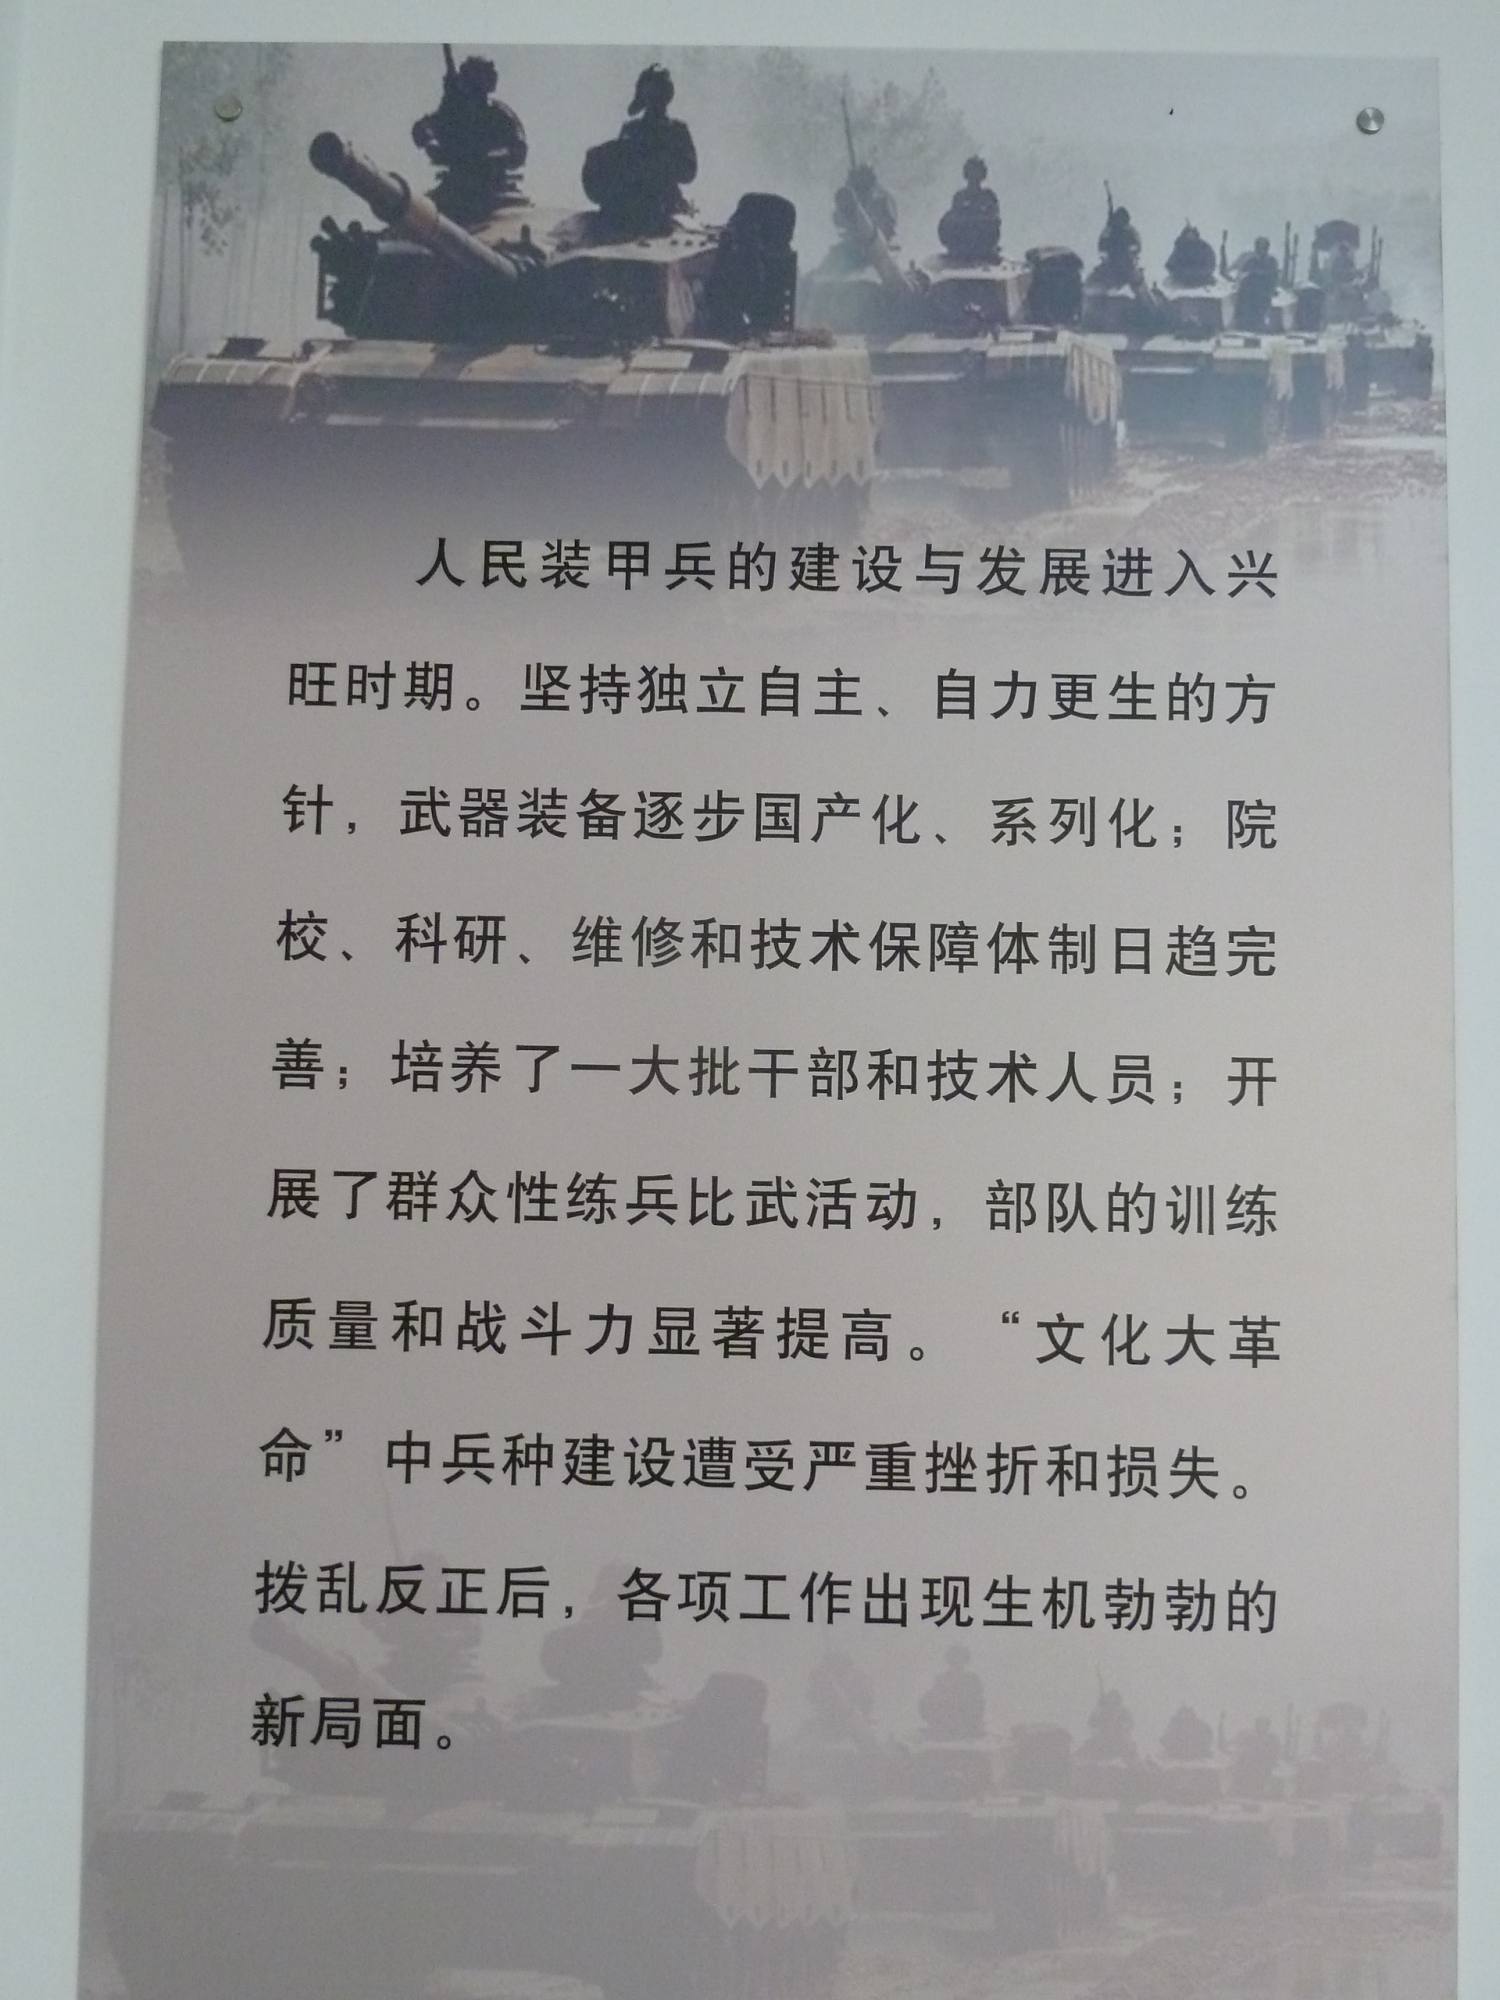 人民装甲兵的建设与发展进入兴
旺时期。坚持独立自主、自力更生的方
针，武器装备逐步国产化、系列化；院
校、科研、维修和技术保障体制日趋完
善；培养了一大批干部和技术人员；开
展了群众性练兵比武活动，部队的训练
质量和战斗力显著提高。“文化大革
命”中兵种建设遭受严重挫折和损失。
拨乱反正后，各项工作出现生机勃勃的
新局面。